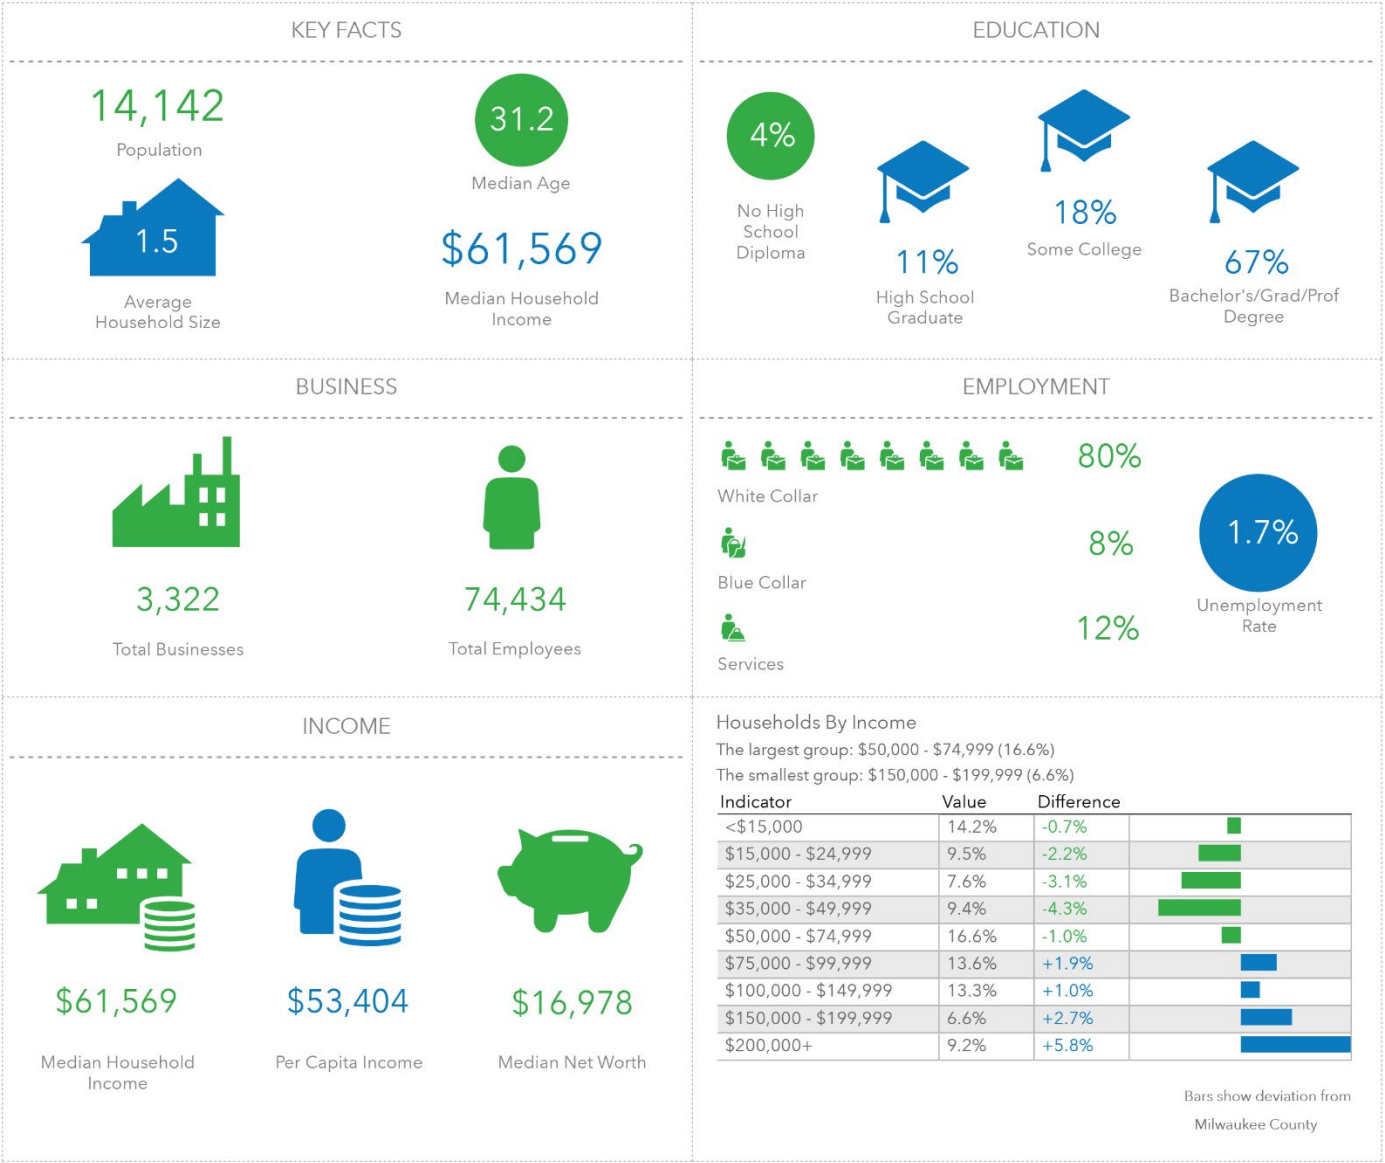 KEY FACTS
14,142
Population
31.2
Median Age
1.5
Average
Household Size
$61,569
Median Household
Income
EDUCATION
4%
No High
School
Diploma
11%
High School
Graduate
18%
Some College
67%
Bachelor's/Grad/Prof
Degree
BUSINESS
3,322
Total Businesses
74,434
Total Employees
EMPLOYMENT
80%
White Collar
8%
Blue Collar
12%
Services
1.7%
Unemployment
Rate
INCOME
$61,569
Median Household
Income
$53,404
Per Capita Income
$16,978
Median Net Worth
Households By Income
The largest group: $50,000 - $74,999 (16.6%)
The smallest group: $150,000 - $199,999 (6.6%)
Indicator Value Difference
<$15,000 14.2% -0.7%
$15,000 - $24,999 9.5% -2.2%
$25,000 - $34,999 7.6% -3.1%
$35,000 - $49,999 9.4% -4.3%
$50,000 - $74,999 16.6% -1.0%
$75,000 - $99,999 13.6% +1.9%
$100,000 - $149,999 13.3% +1.0%
$150,000 - $199,999 6.6% +2.7%
$200,000+ 9.2% +5.8%
Bars show deviation from
Milwaukee County